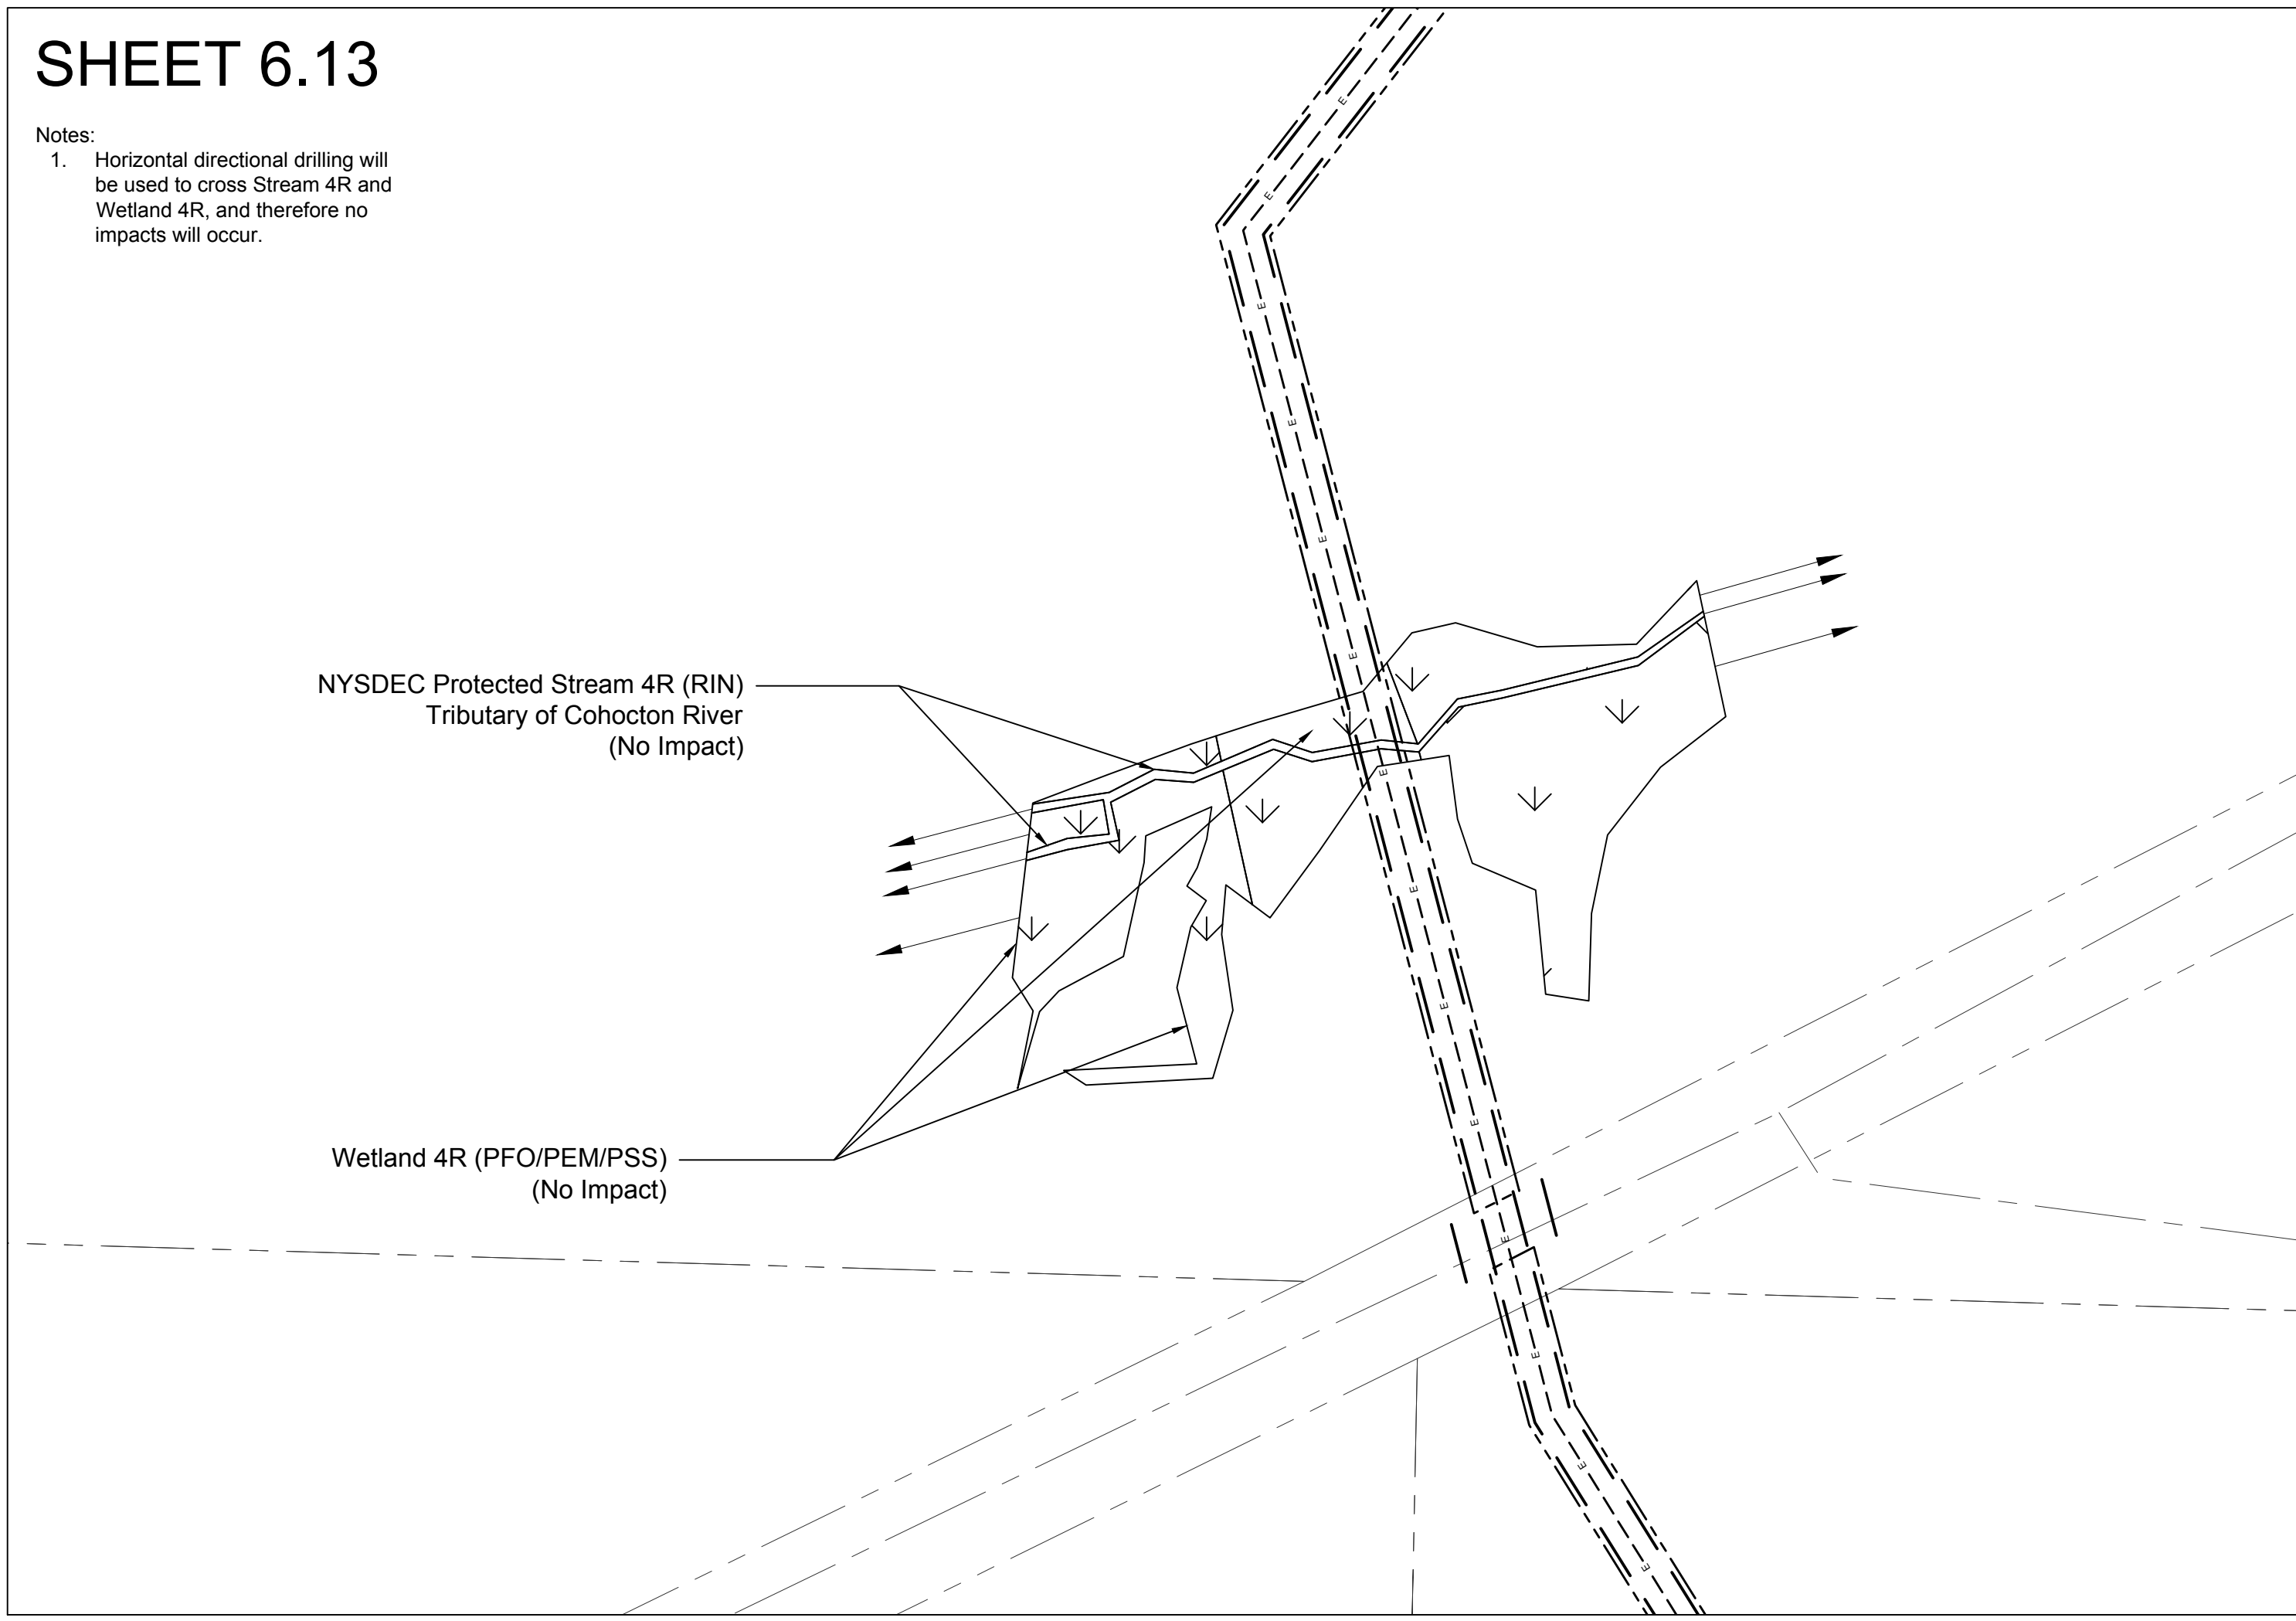 SHEET 6.13
Notes:
1. Horizontal directional drilling will
be used to cross Stream 4R and
Wetland 4R, and therefore no
impacts will occur.
E
E
E
E
E
E
NYSDEC Protected Stream 4R (RIN)
Tributary of Cohocton River
(No Impact)
E
E
E
E
Wetland 4R (PFO/PEM/PSS)
(No Impact)
E
E
E
E